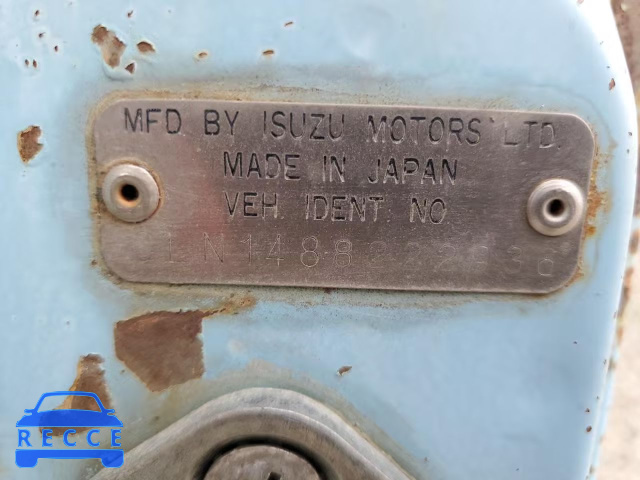 MFD. BY ISUZU MOTORS LTD.
MADE IN JAPAN
VEH. IDENT. NO.
RECCE